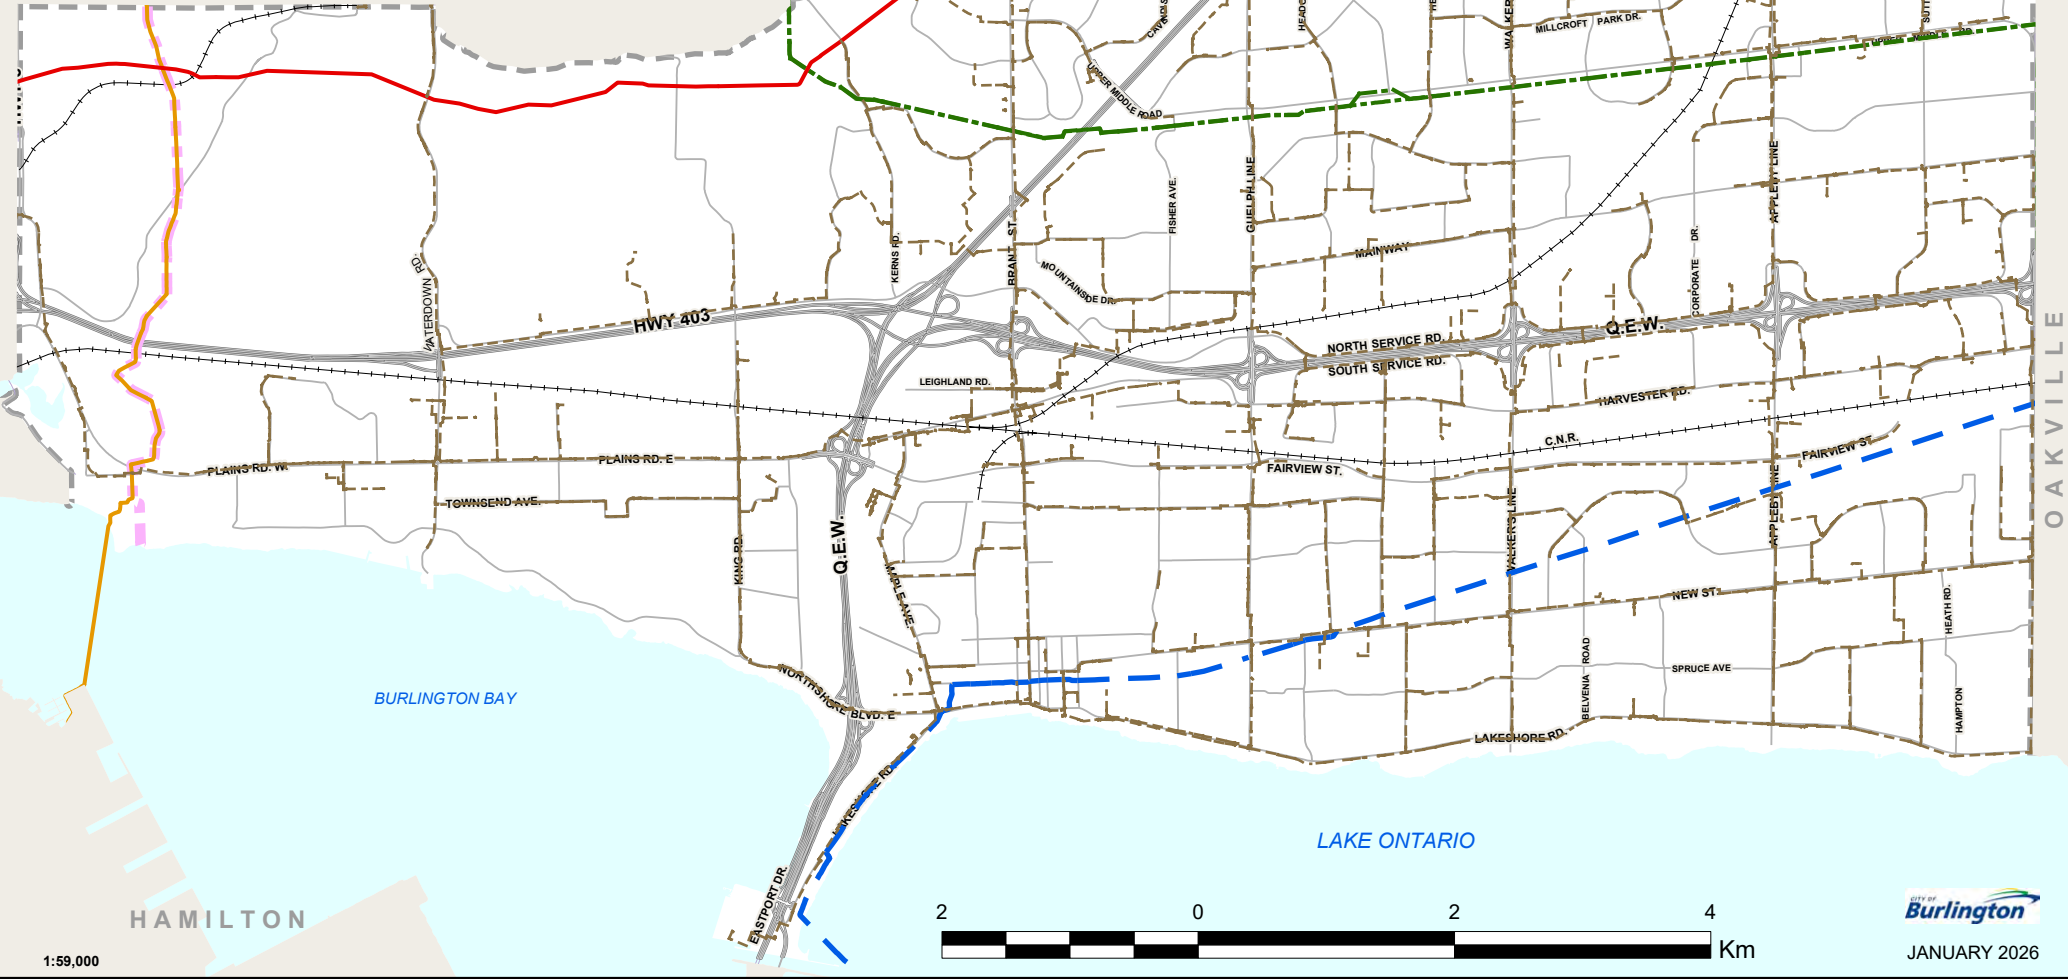 MILLCROFT PARK DR.
UPPER MIDDLE ROAD
WATERDOWN RD.
KERNS RD.
BRANT ST.
MOUNTAINSIDE DR.
FISHER AVE.
GUELPH LINE
MAINWAY
CORPORATE DR.
APPLEBY LINE
HWY 403
NORTH SERVICE RD.
SOUTH SERVICE RD.
Q.E.W.
LEIGHLAND RD.
HARVESTER RD.
C.N.R.
FAIRVIEW ST.
FAIRVIEW ST.
PLAINS RD. W.
PLAINS RD. E
TOWNSEND AVE.
KING RD.
Q.E.W.
MAPLE AVE.
WALKER'S LINE
APPLEBY LINE
NEW ST.
HEATH RD.
BELVENIA ROAD
SPRUCE AVE
HAMPTON
NORTHSHORE BLVD. E
LAKESHORE RD.
LAKESHORE RD.
EASTPORT DR.
BURLINGTON BAY
LAKE ONTARIO
OAKVILLE
HAMILTON
1:59,000
2 0 2 4
Km
CITY OF
Burlington
JANUARY 2026